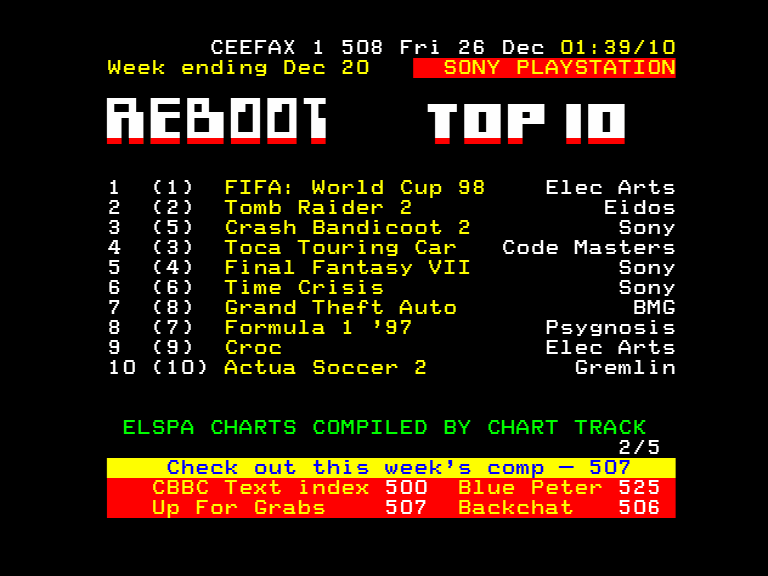 CEEFAX 1 508 Fri 26 Dec 01:39/10
Week ending Dec 20 SONY PLAYSTATION
REBOOT TOP 10
1 (1) FIFA: World Cup 98 Elec Arts
2 (2) Tomb Raider 2 Eidos
3 (5) Crash Bandicoot 2 Sony
4 (3) Toca Touring Car Code Masters
5 (4) Final Fantasy VII Sony
6 (6) Time Crisis Sony
7 (8) Grand Theft Auto BMG
8 (7) Formula 1 '97 Psygnosis
9 (9) Croc Elec Arts
10 (10) Actua Soccer 2 Gremlin
ELSPA CHARTS COMPILED BY CHART TRACK
2/5
Check out this week's comp – 507
CBBC Text index 500 Blue Peter 525
Up For Grabs 507 Backchat 506